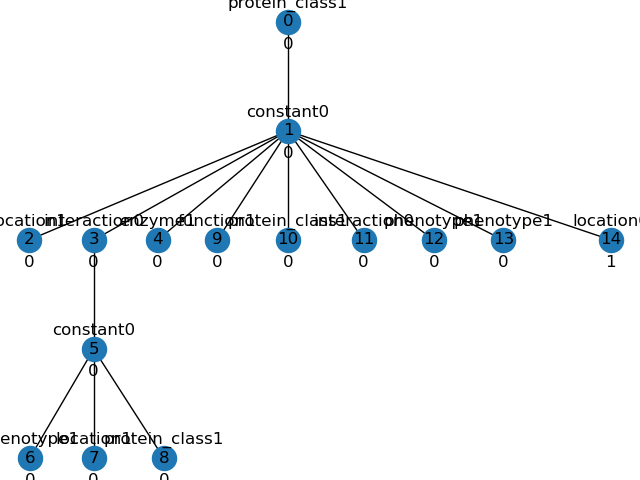 protein_class1
0
0
constant0
1
0
ocation1 interaction0 enzyme1 function1 protein_class1 interaction0 phenotype1 phenotype1 location0
2 3 4 9 10 11 12 13 14
0 0 0 0 0 0 0 0 1
constant0
5
0
enotype1 location1 protein_class1
6 7 8
0 0 0